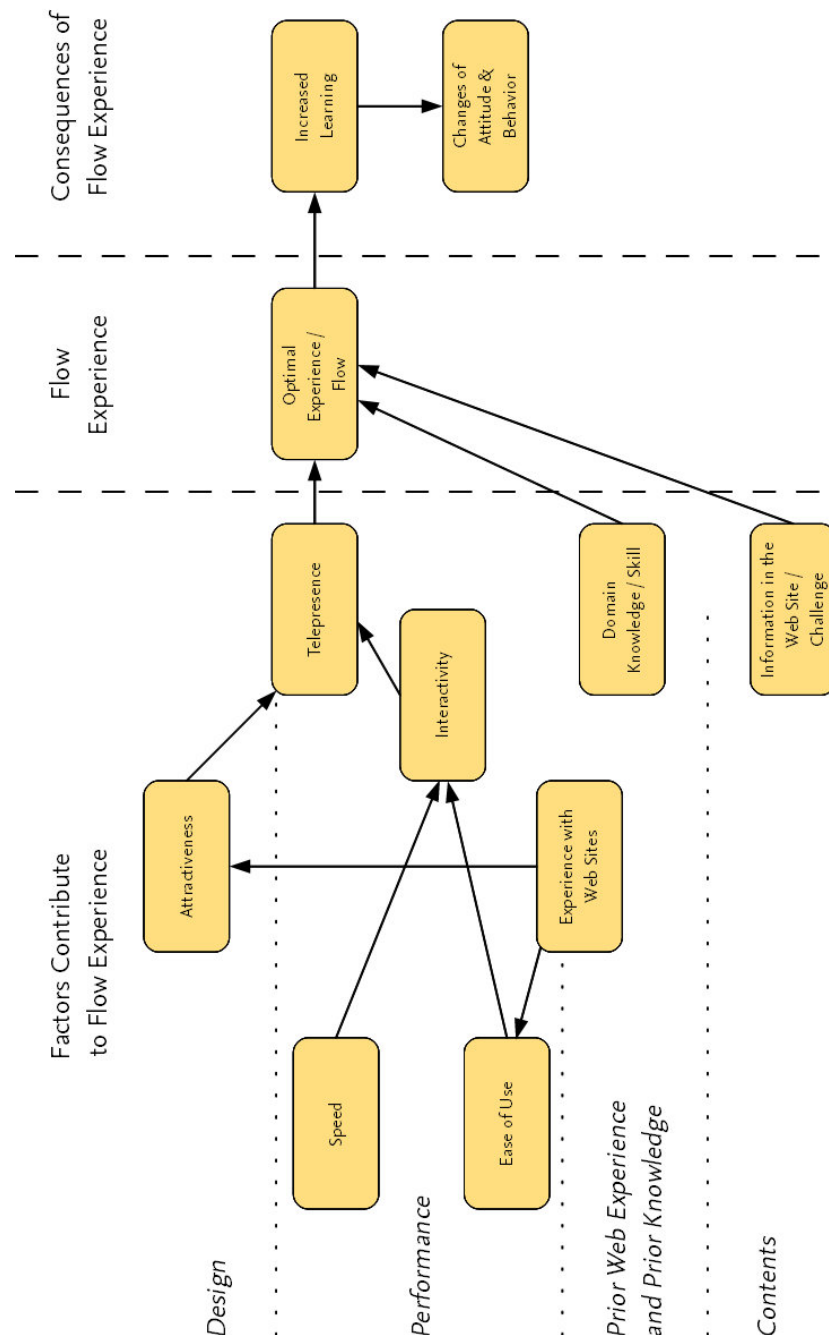 Factors Contribute
to Flow Experience
Flow
Experience
Consequences of
Flow Experience
Design
Attractiveness
Performance
Speed
Telepresence
Optimal
Experience /
Flow
Increased
Learning
Interactivity
Ease of Use
Changes of
Attitude &
Behavior
Prior Web Experience
and Prior Knowledge
Experience with
Web Sites
Domain
Knowledge / Skill
Contents
Information in the
Web Site /
Challenge